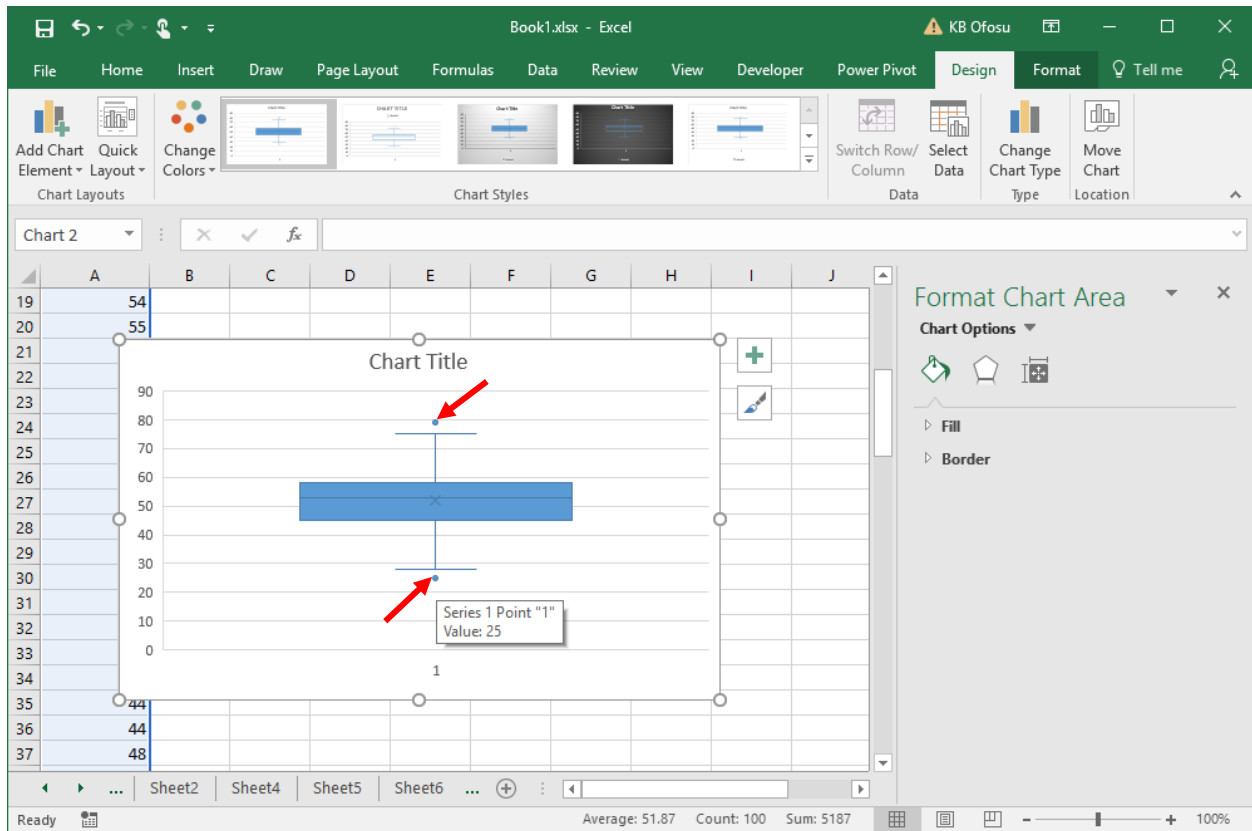 Book1.xlsx - Excel
KB Ofosu
File Home Insert Draw Page Layout Formulas Data Review View Developer Power Pivot Design Format Tell me
Add Chart Element
Quick Layout
Change Colors
Switch Row/ Column
Select Data
Change Chart Type
Move Chart
Chart Layouts
Chart Styles
Data
Type
Location
Chart 2
fx
A B C D E F G H I J
19 54
20 55
21
22
23
24
25
26
27
28
29
30
31
32
33
34
35 44
36 44
37 48
Chart Title
90
80
70
60
50
40
30
20
10
0
1
Series 1 Point "1"
Value: 25
Format Chart Area
Chart Options
Fill
Border
... Sheet2 Sheet4 Sheet5 Sheet6 ...
Ready
Average: 51.87 Count: 100 Sum: 5187
100%